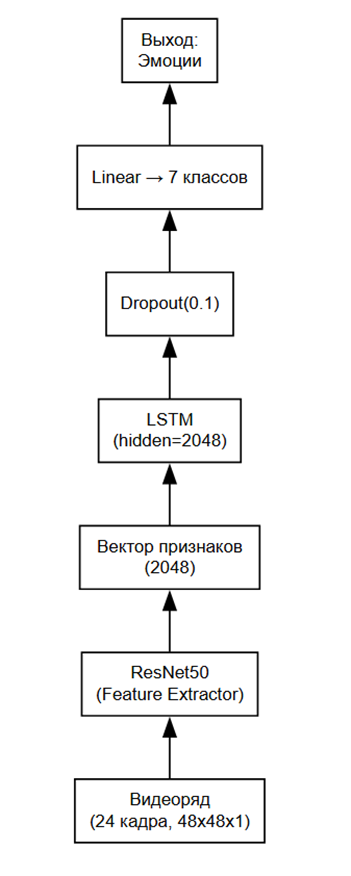 Выход:
Эмоции
Linear → 7 классов
Dropout(0.1)
LSTM
(hidden=2048)
Вектор признаков
(2048)
ResNet50
(Feature Extractor)
Видеоряд
(24 кадра, 48x48x1)